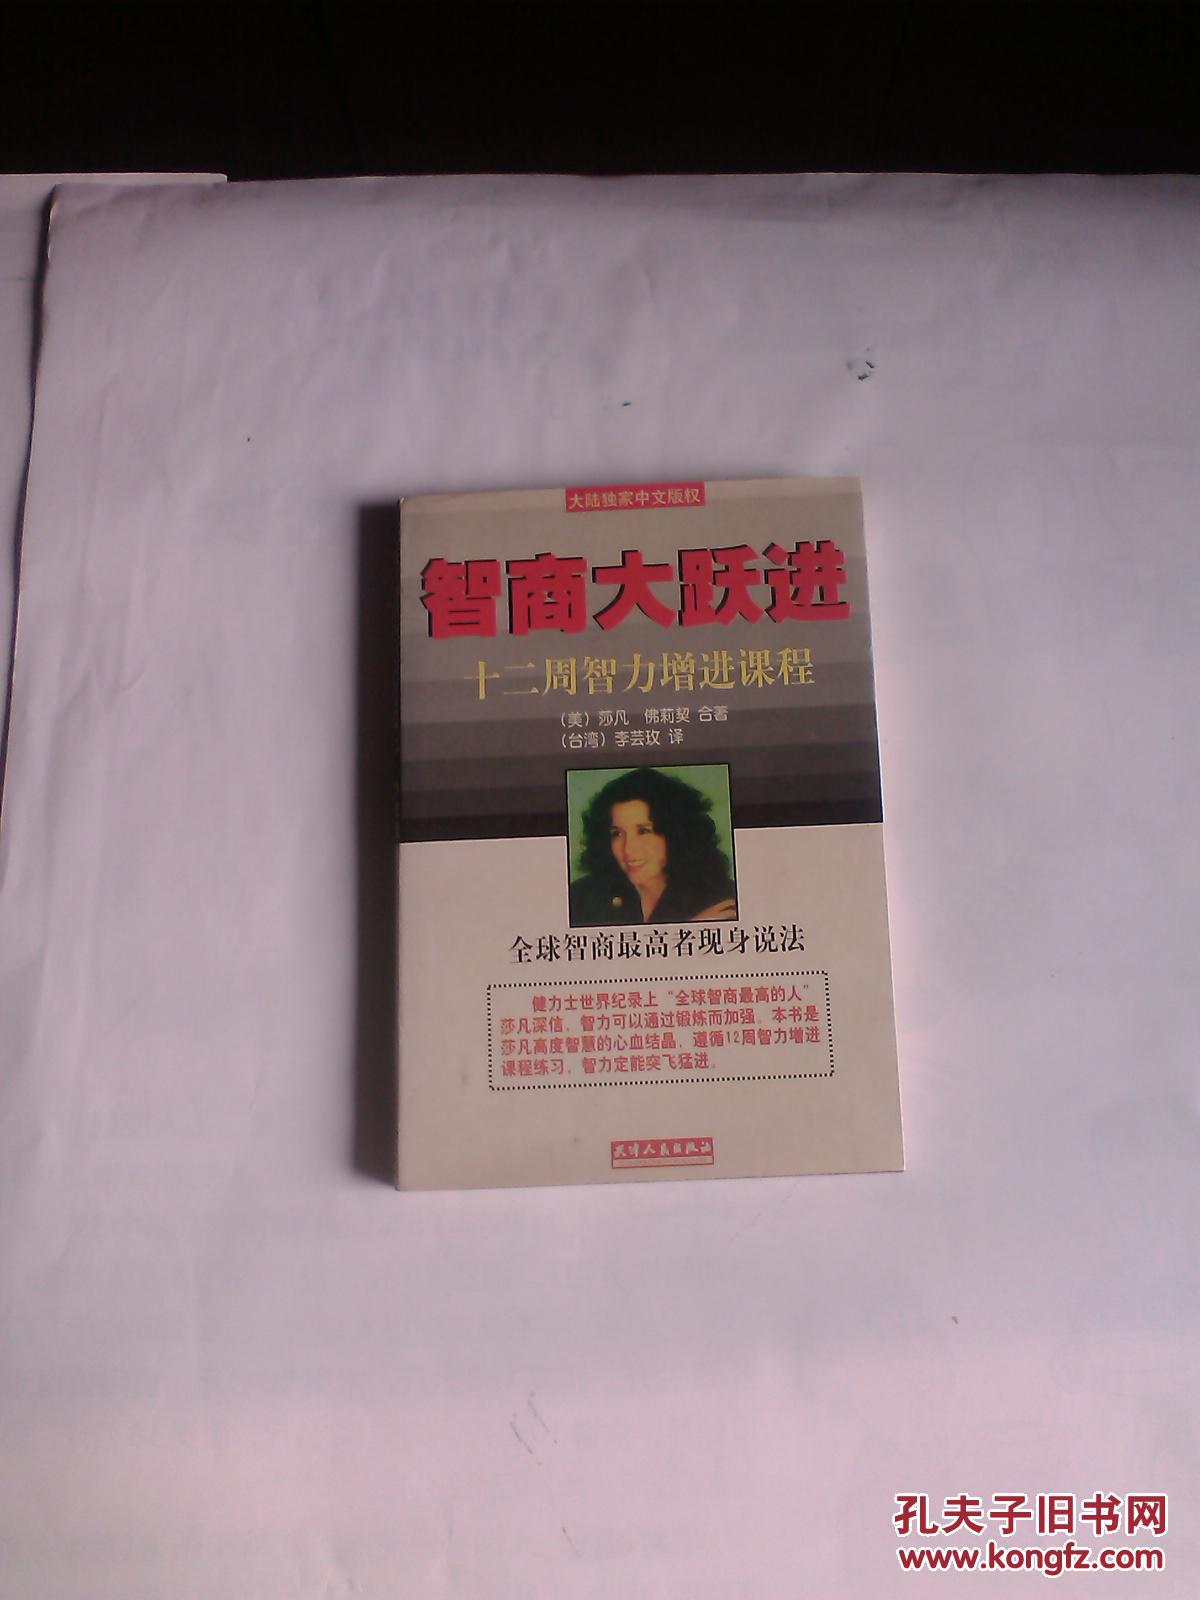 大陆独家中文版权
智商大跃进
十二周智力增进课程
(美)莎凡 佛莉契 合著
(台湾)李芸玫 译
全球智商最高者现身说法
健力士世界纪录上“全球智商最高的人”
莎凡深信,智力可以通过锻炼而加强。本书是
莎凡高度智慧的心血结晶,遵循12周智力增进
课程练习,智力定能突飞猛进。
天津人民出版社
孔夫子旧书网
www.kongfz.com